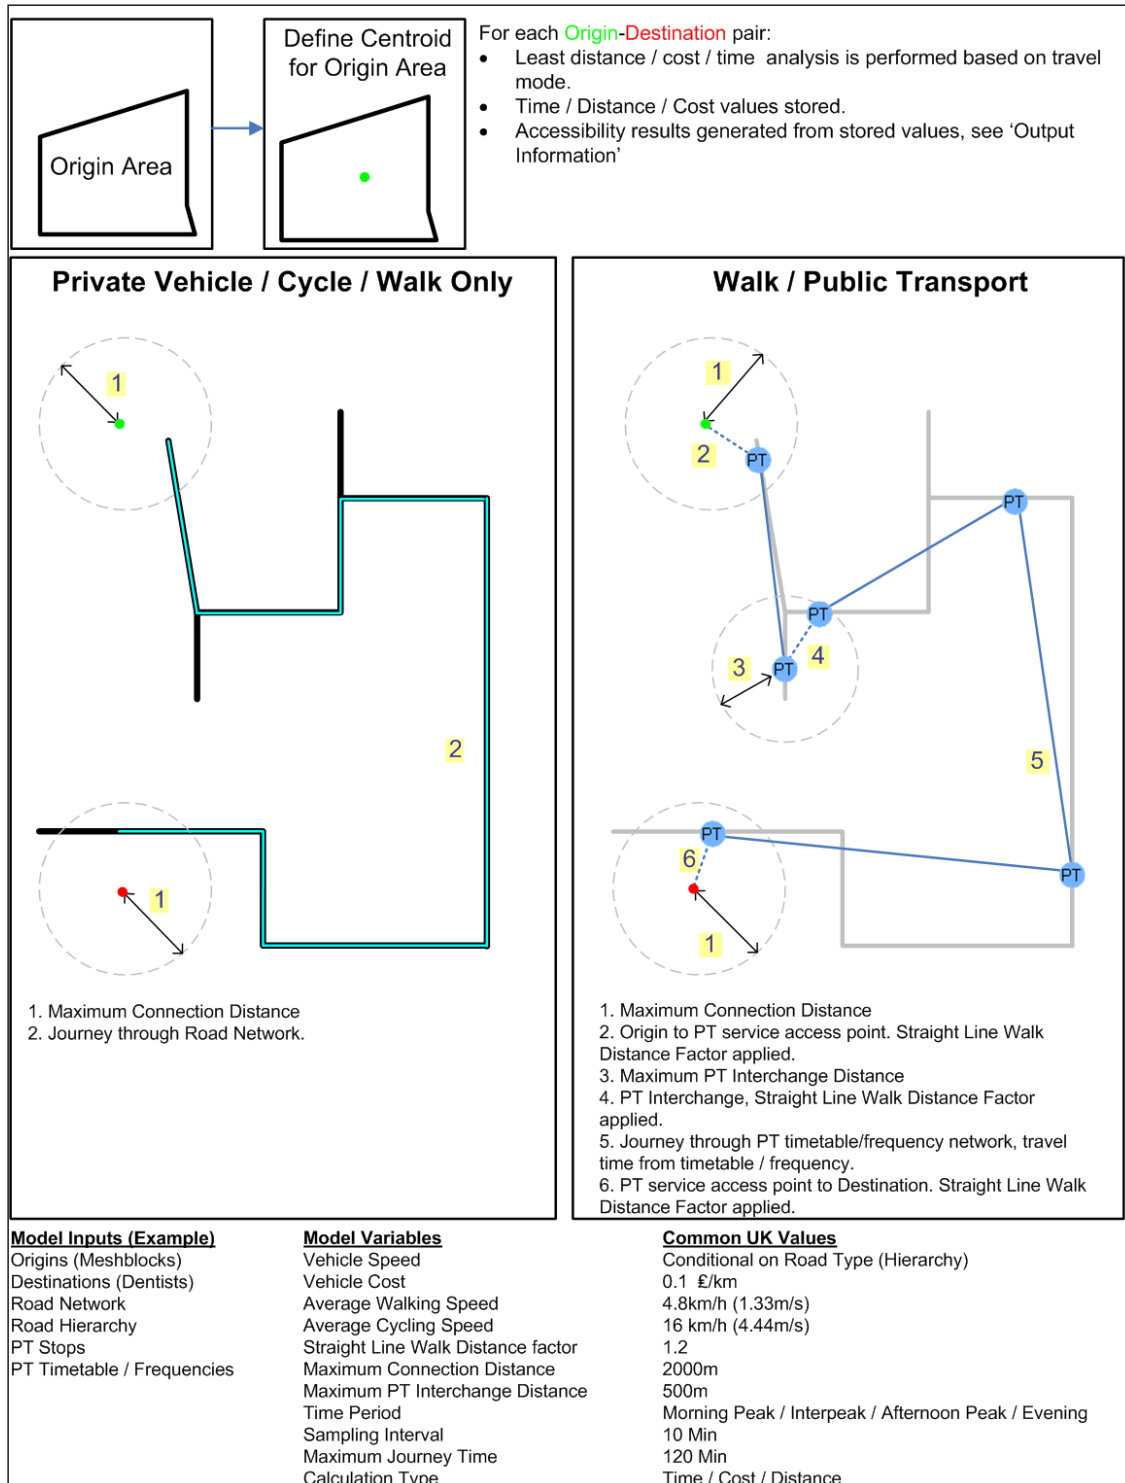 Origin Area
Define Centroid
for Origin Area
For each Origin-Destination pair:
• Least distance / cost / time analysis is performed based on travel
mode.
• Time / Distance / Cost values stored.
• Accessibility results generated from stored values, see ‘Output
Information’
Private Vehicle / Cycle / Walk Only
1
2
1
1. Maximum Connection Distance
2. Journey through Road Network.
Walk / Public Transport
1
2
PT
PT
PT
4
3
PT
5
PT
6
PT
1
1. Maximum Connection Distance
2. Origin to PT service access point. Straight Line Walk
Distance Factor applied.
3. Maximum PT Interchange Distance
4. PT Interchange, Straight Line Walk Distance Factor
applied.
5. Journey through PT timetable/frequency network, travel
time from timetable / frequency.
6. PT service access point to Destination. Straight Line Walk
Distance Factor applied.
Model Inputs (Example)
Origins (Meshblocks)
Destinations (Dentists)
Road Network
Road Hierarchy
PT Stops
PT Timetable / Frequencies
Model Variables
Vehicle Speed
Vehicle Cost
Average Walking Speed
Average Cycling Speed
Straight Line Walk Distance factor
Maximum Connection Distance
Maximum PT Interchange Distance
Time Period
Sampling Interval
Maximum Journey Time
Calculation Type
Common UK Values
Conditional on Road Type (Hierarchy)
0.1 ₤/km
4.8km/h (1.33m/s)
16 km/h (4.44m/s)
1.2
2000m
500m
Morning Peak / Interpeak / Afternoon Peak / Evening
10 Min
120 Min
Time / Cost / Distance